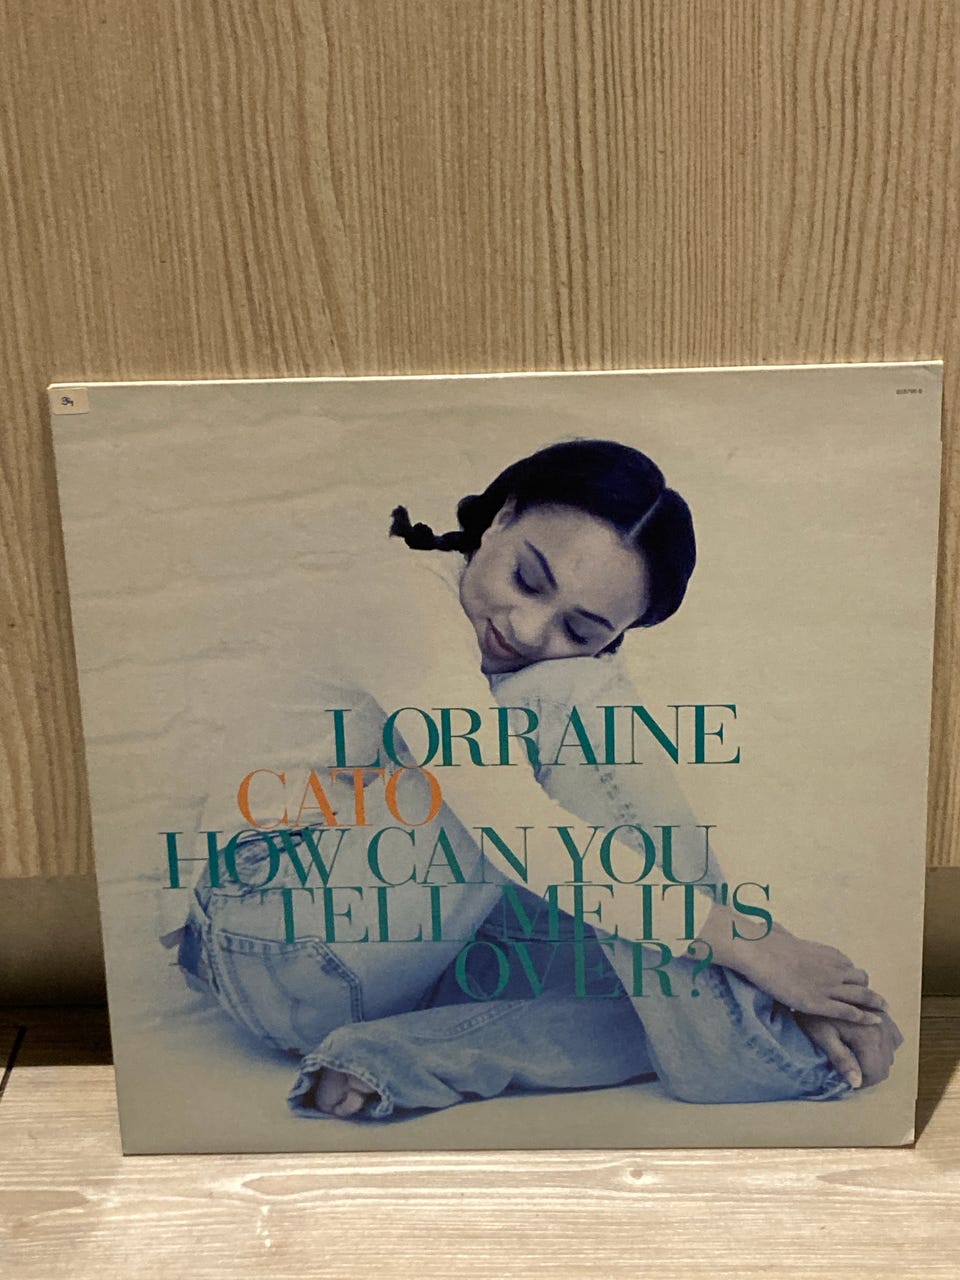 LORRAINE
CATO
HOW CAN YOU
TELL ME IT'S
OVER?